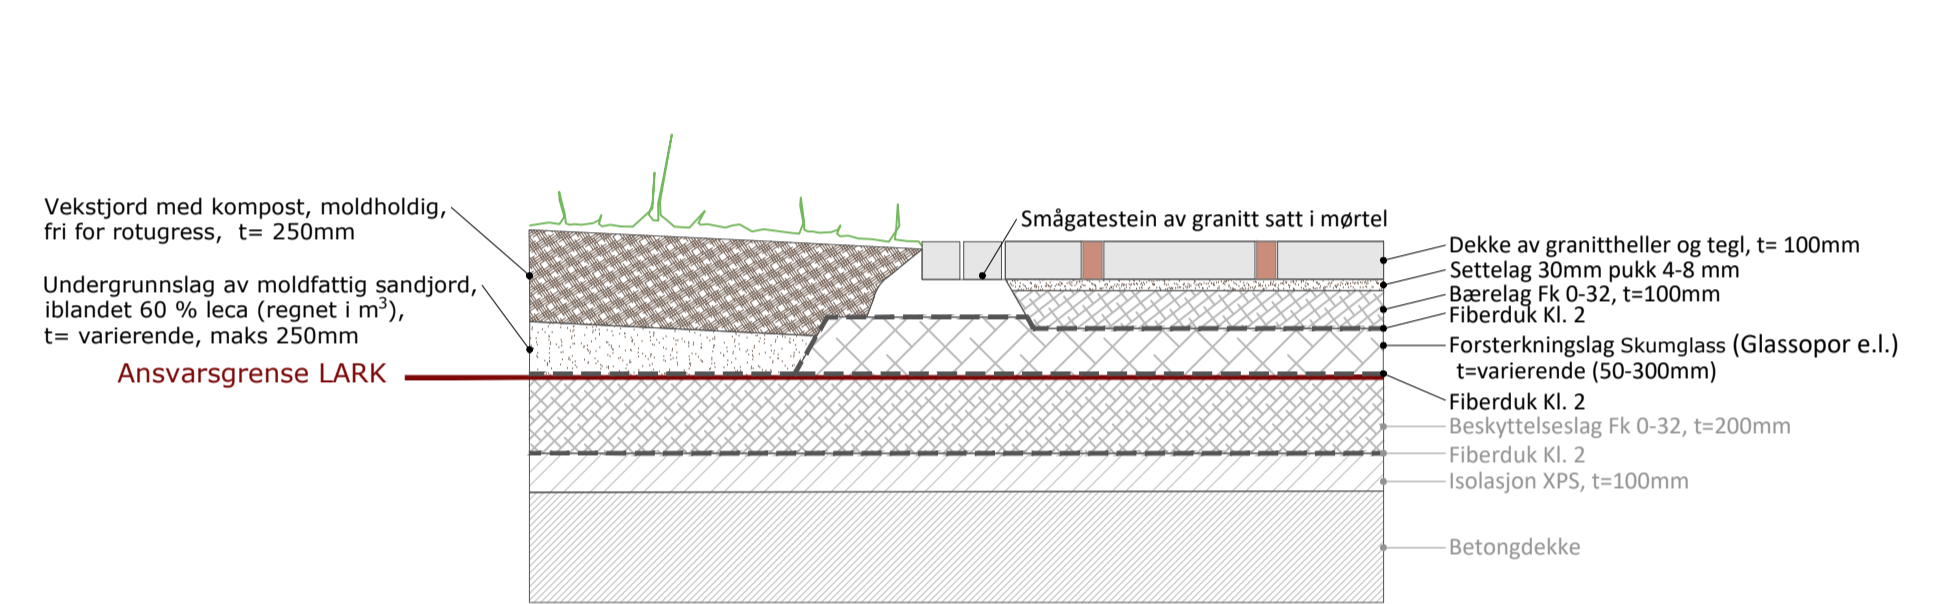 Vekstjord med kompost, moldholdig,
fri for rotugress,  t= 250mm
Undergrunnslag av moldfattig sandjord,
iblandet 60 % leca (regnet i m³),
t= varierende, maks 250mm
Ansvarsgrense LARK
Smågatestein av granitt satt i mørtel
Dekke av granittheller og tegl, t= 100mm
Settelag 30mm pukk 4-8 mm
Bærelag Fk 0-32, t=100mm
Fiberduk Kl. 2
Forsterkningslag Skumglass (Glassopor e.l.)
t=varierende (50-300mm)
Fiberduk Kl. 2
Beskyttelseslag Fk 0-32, t=200mm
Fiberduk Kl. 2
Isolasjon XPS, t=100mm
Betongdekke